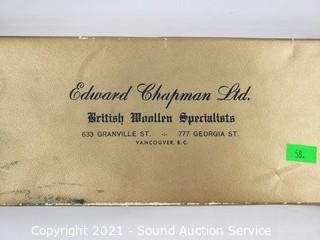 Edward Chapman Ltd.
British Woollen Specialists
633 GRANVILLE ST. -:- 777 GEORGIA ST.
VANCOUVER, B.C.
58.
Copyright 2021 - Sound Auction Service